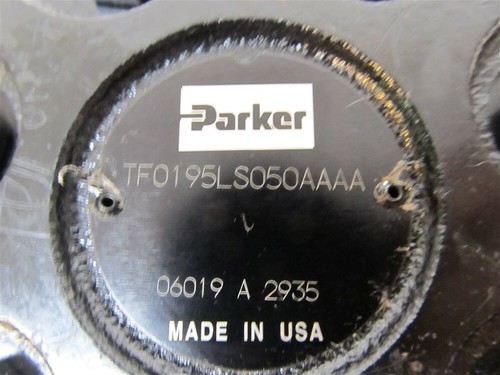 Parker
TF0195LS050AAAA
06019 A 2935
MADE IN USA